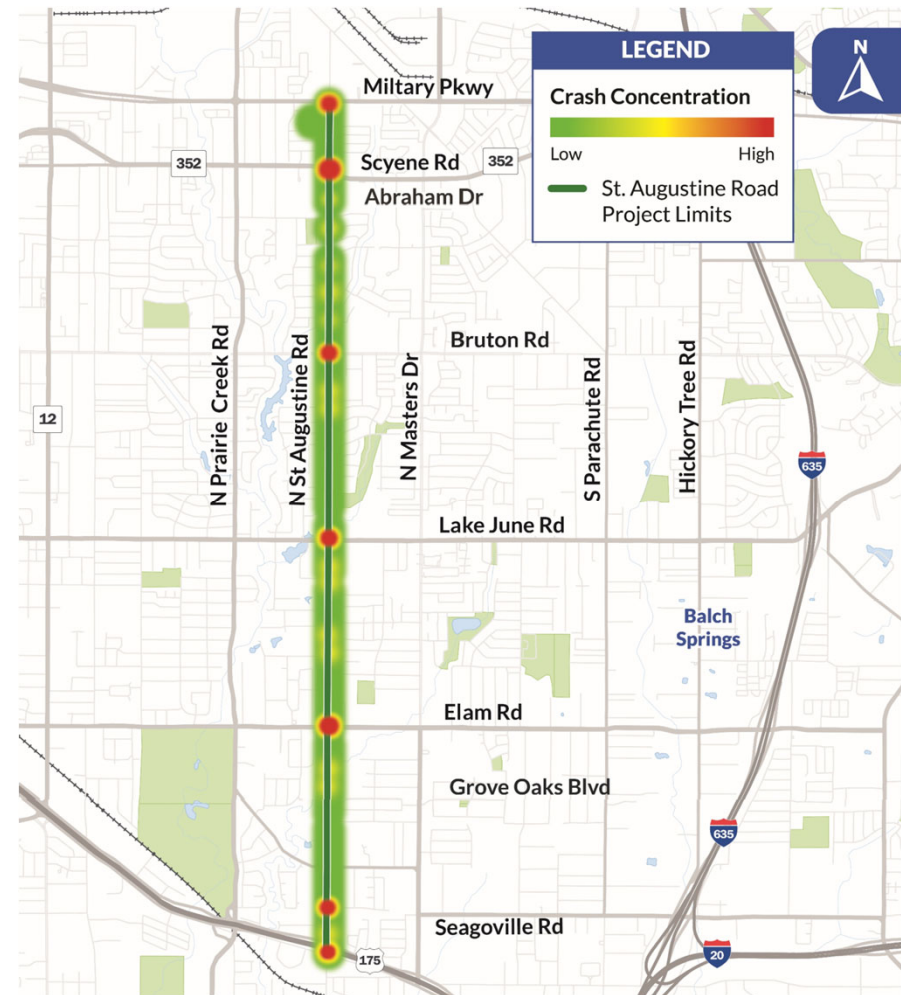 LEGEND
N
Crash Concentration
Low
High
St. Augustine Road
Project Limits
Miltary Pkwy
352
Scyene Rd
352
Abraham Dr
Bruton Rd
N Prairie Creek Rd
N St Augustine Rd
N Masters Dr
S Parachute Rd
Hickory Tree Rd
12
635
Lake June Rd
Balch
Springs
Elam Rd
Grove Oaks Blvd
635
Seagoville Rd
175
20